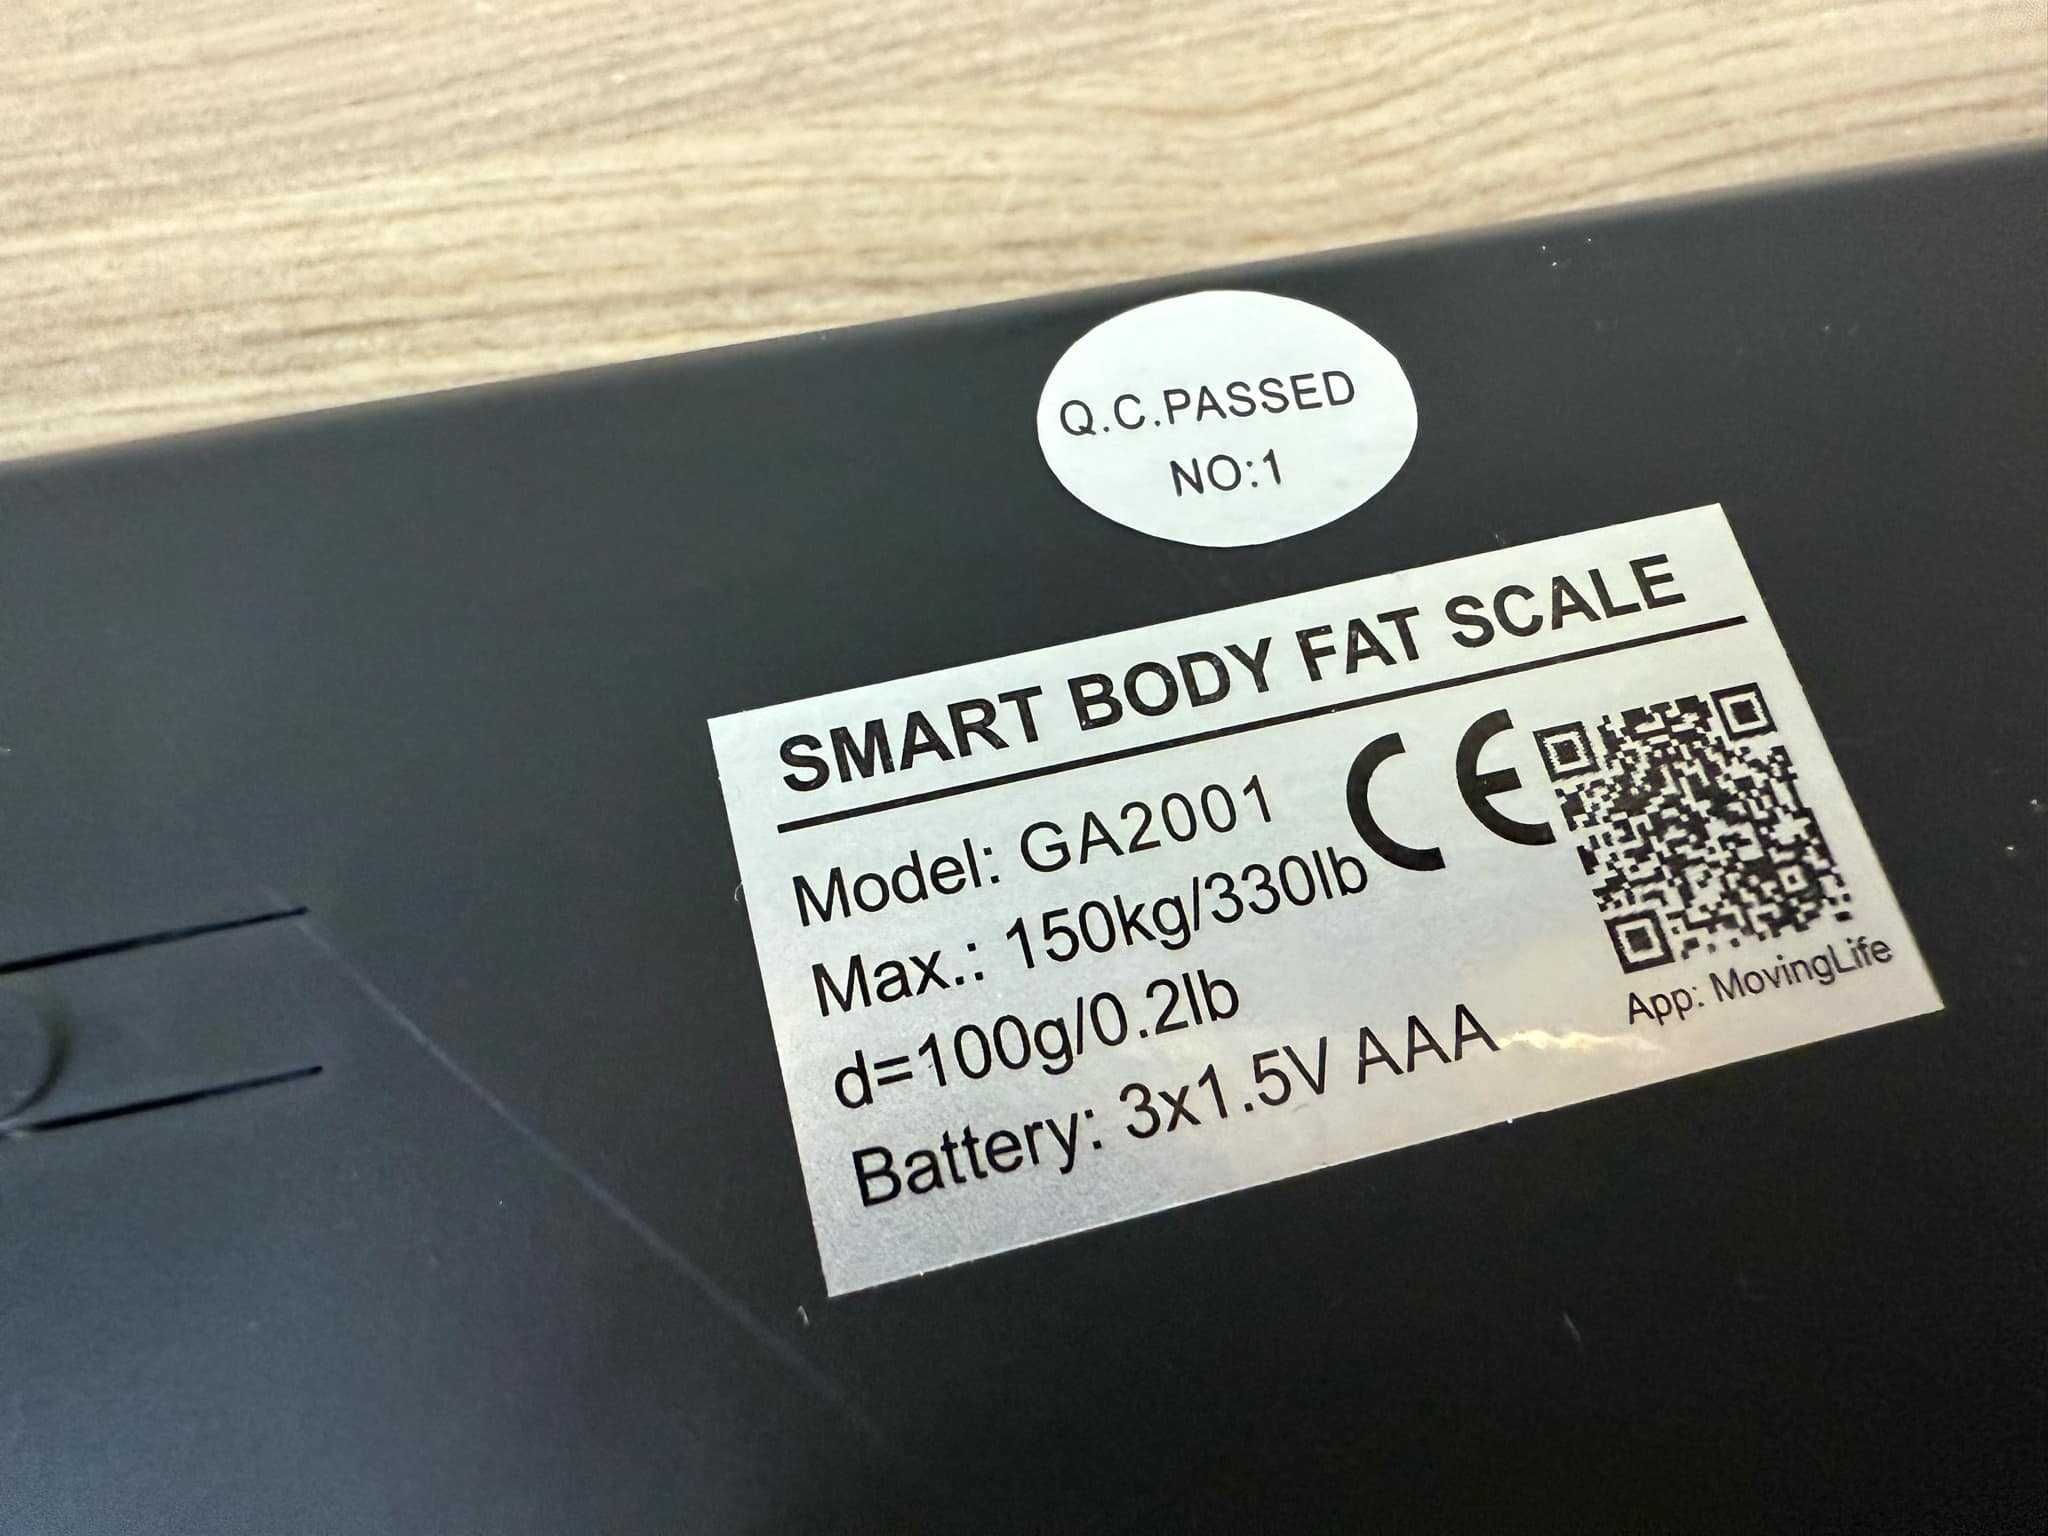 Q.C.PASSED
NO:1
SMART BODY FAT SCALE
Model: GA2001
CE
Max.: 150kg/330lb
d=100g/0.2lb
Battery: 3x1.5V AAA
App: MovingLife